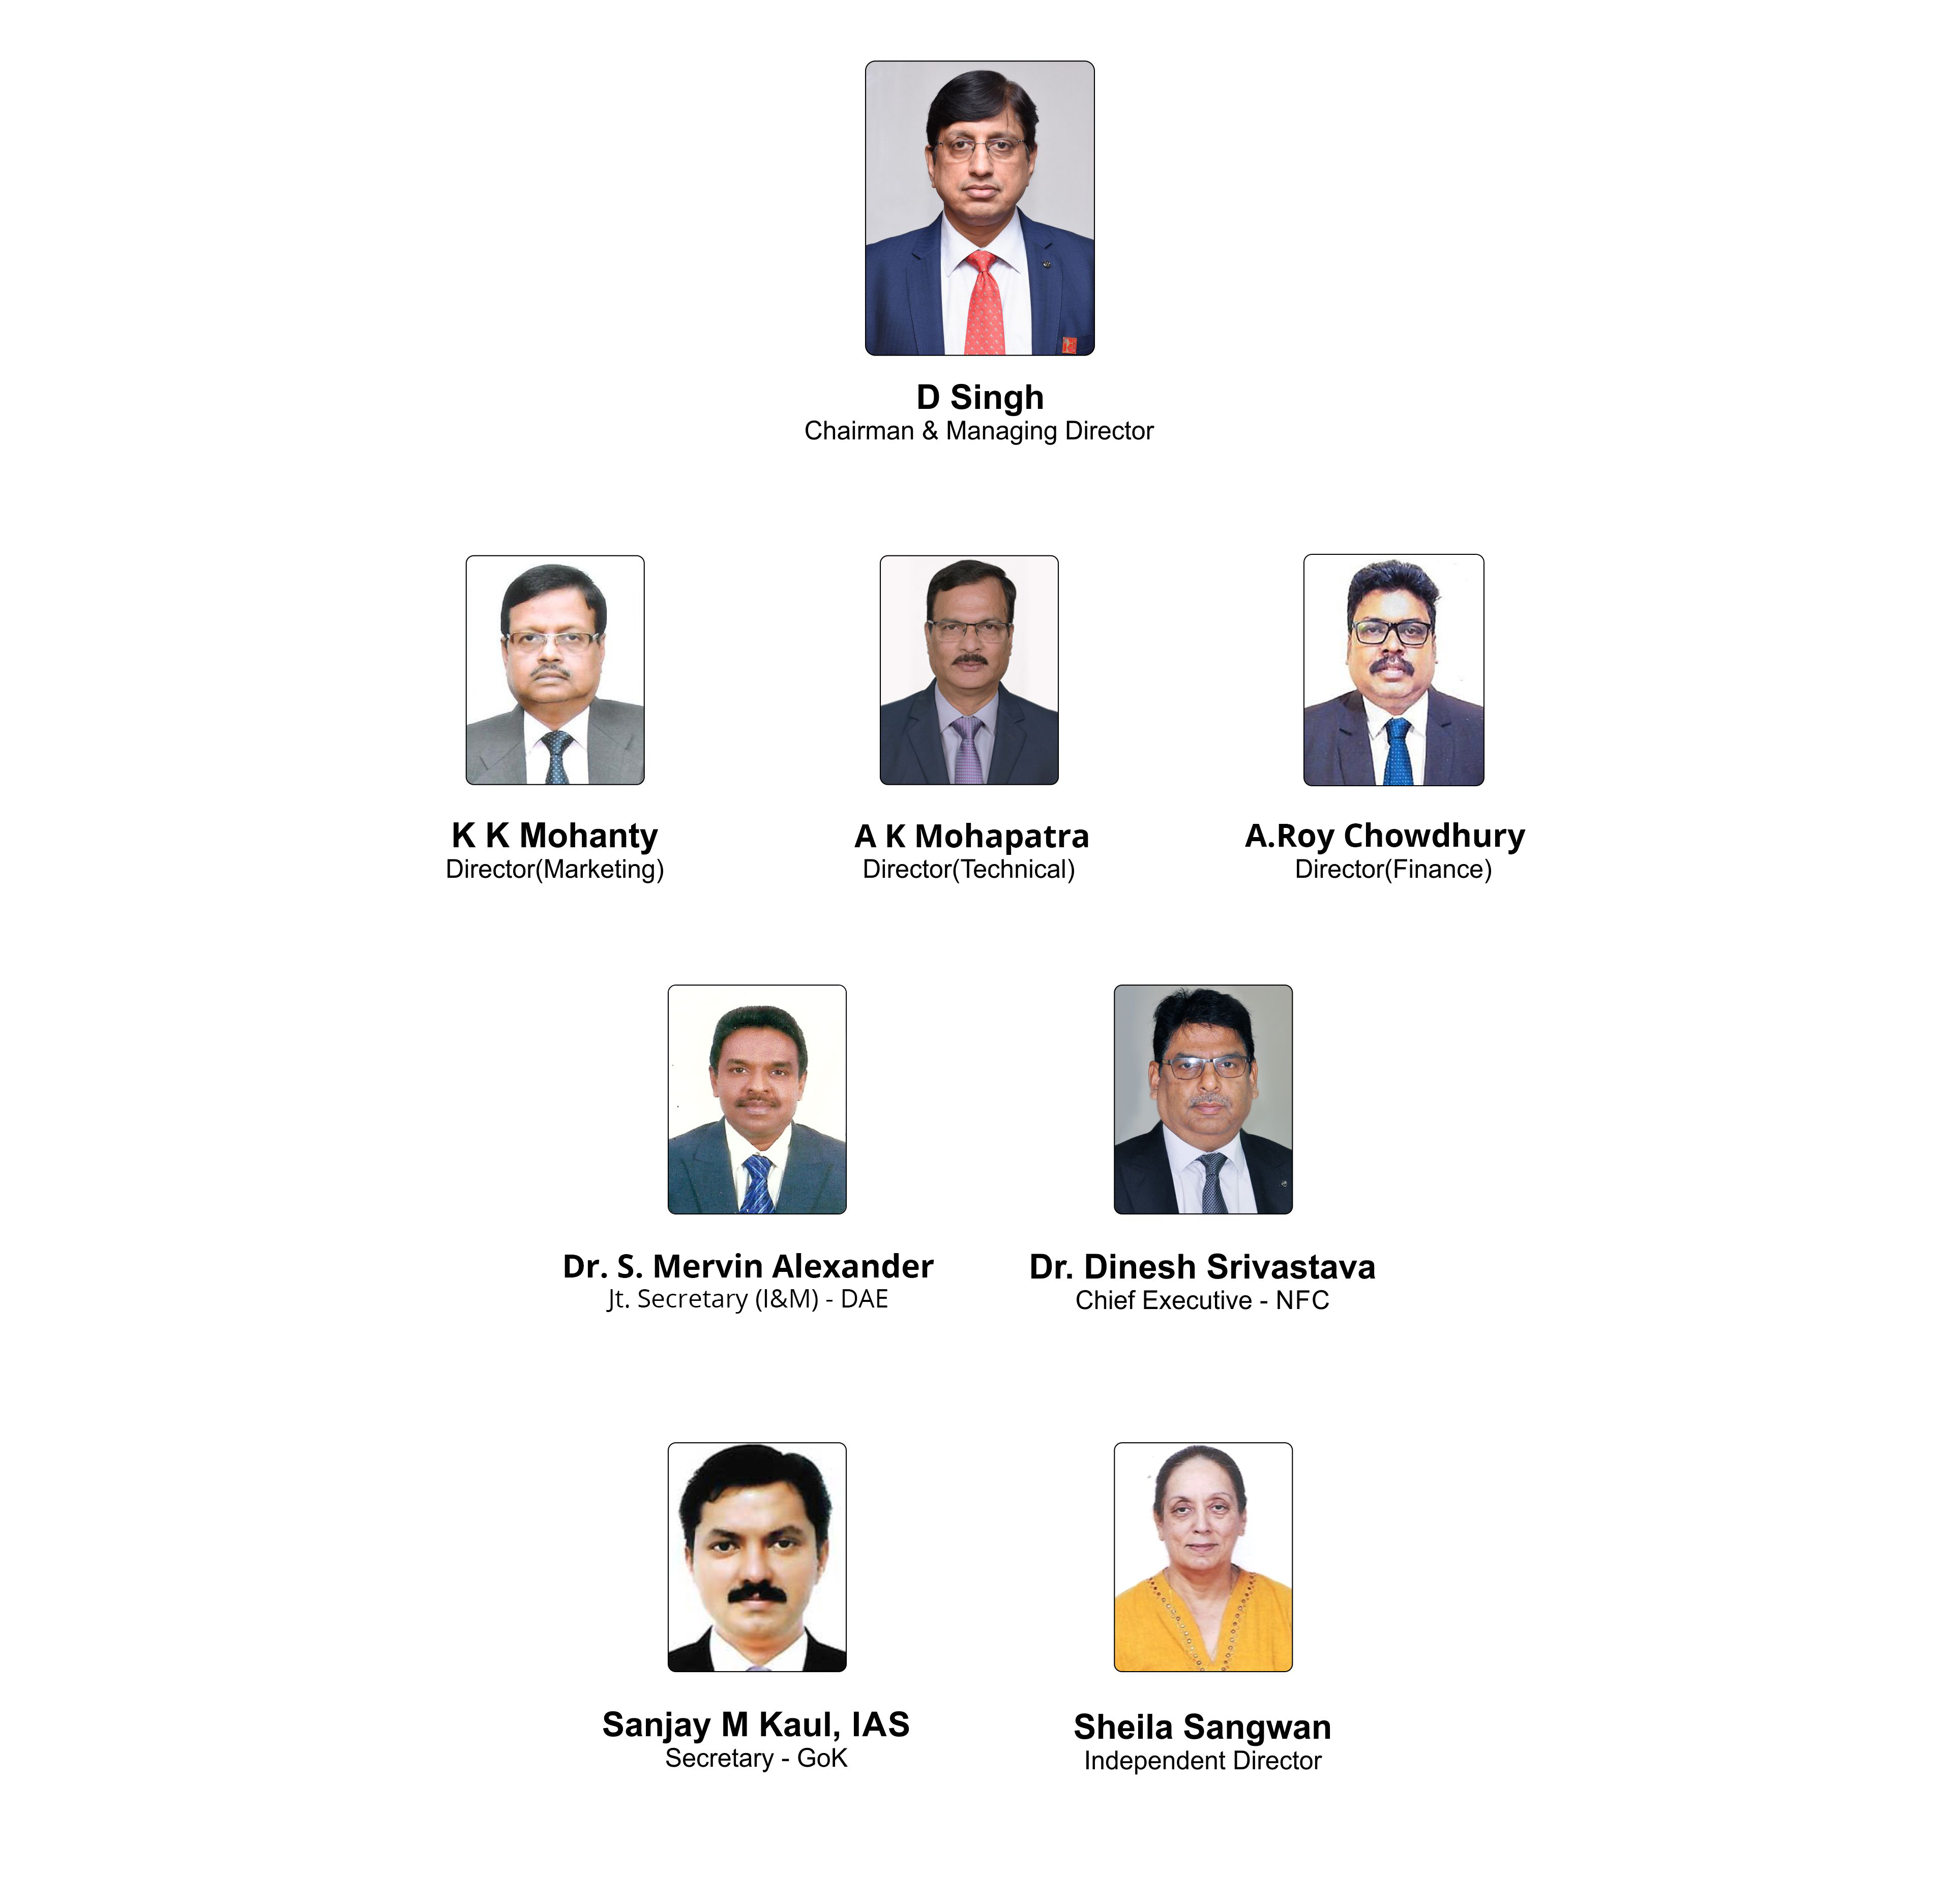 D Singh
Chairman & Managing Director
K K Mohanty
Director(Marketing)
A K Mohapatra
Director(Technical)
A.Roy Chowdhury
Director(Finance)
Dr. S. Mervin Alexander
Jt. Secretary (I&M) - DAE
Dr. Dinesh Srivastava
Chief Executive - NFC
Sanjay M Kaul, IAS
Secretary - GoK
Sheila Sangwan
Independent Director